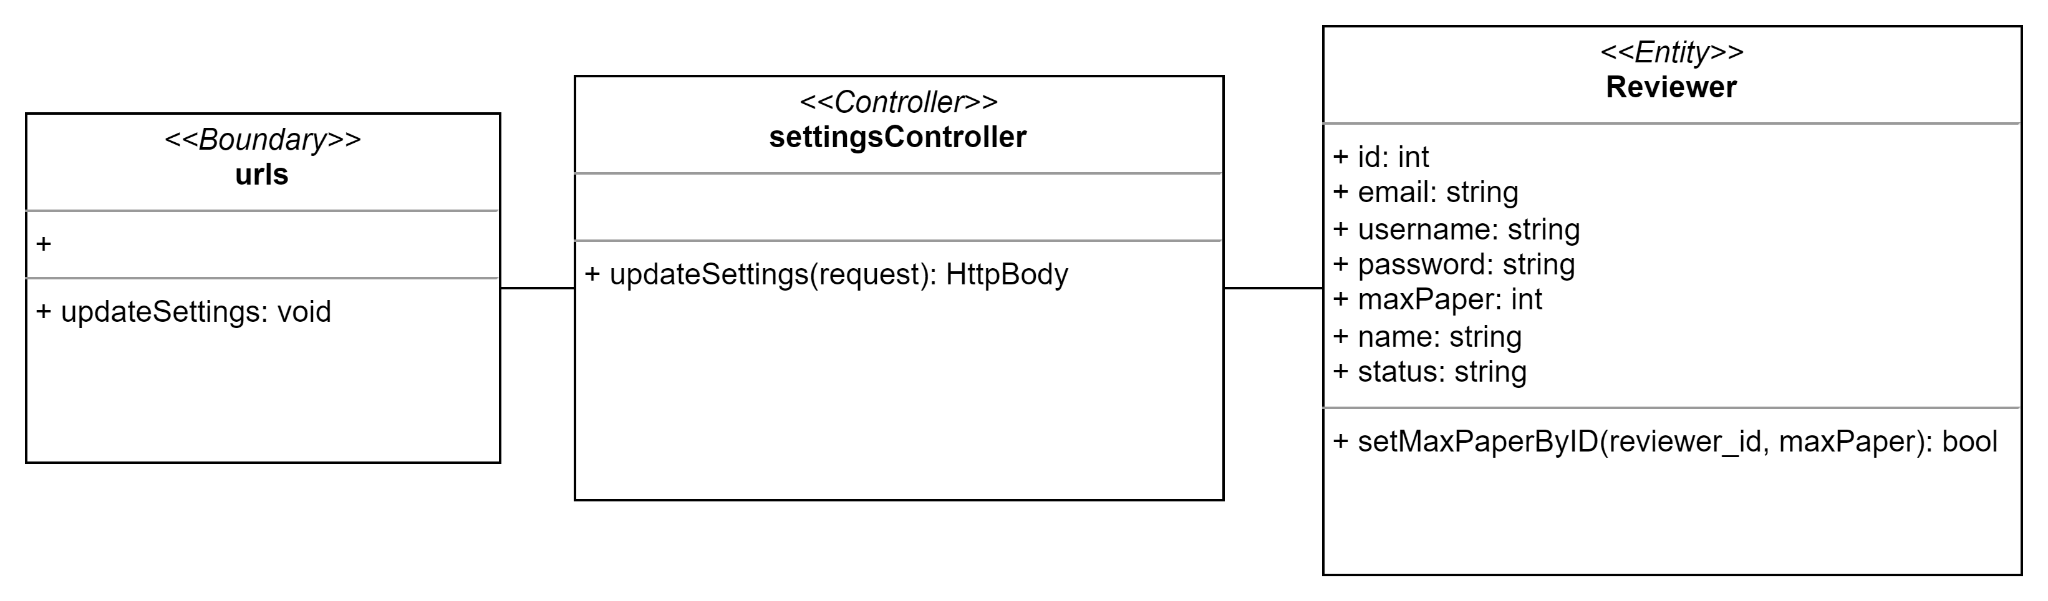 <<Boundary>>
urls
+
+ updateSettings: void
<<Controller>>
settingsController
+ updateSettings(request): HttpBody
<<Entity>>
Reviewer
+ id: int
+ email: string
+ username: string
+ password: string
+ maxPaper: int
+ name: string
+ status: string
+ setMaxPaperByID(reviewer_id, maxPaper): bool